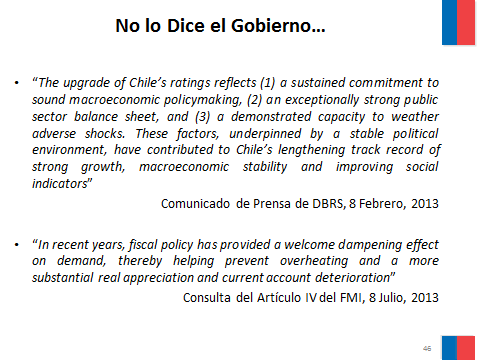 No lo Dice el Gobierno…
• “The upgrade of Chile’s ratings reflects (1) a sustained commitment to
sound macroeconomic policymaking, (2) an exceptionally strong public
sector balance sheet, and (3) a demonstrated capacity to weather
adverse shocks. These factors, underpinned by a stable political
environment, have contributed to Chile’s lengthening track record of
strong growth, macroeconomic stability and improving social
indicators”
Comunicado de Prensa de DBRS, 8 Febrero, 2013
• “In recent years, fiscal policy has provided a welcome dampening effect
on demand, thereby helping prevent overheating and a more
substantial real appreciation and current account deterioration”
Consulta del Artículo IV del FMI, 8 Julio, 2013
46